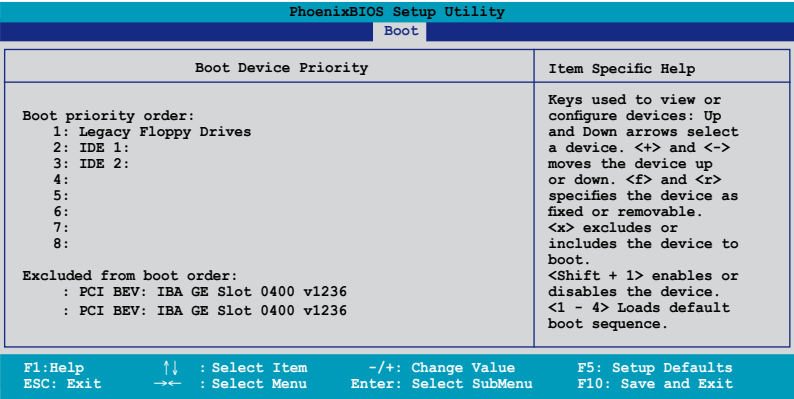 PhoenixBIOS Setup Utility
Boot
Boot Device Priority
Boot priority order:
1: Legacy Floppy Drives
2: IDE 1:
3: IDE 2:
4:
5:
6:
7:
8:
Excluded from boot order:
: PCI BEV: IBA GE Slot 0400 v1236
: PCI BEV: IBA GE Slot 0400 v1236
Item Specific Help
Keys used to view or
configure devices: Up
and Down arrows select
a device. <+> and <->
moves the device up
or down. <f> and <r>
specifies the device as
fixed or removable.
<x> excludes or
includes the device to
boot.
<Shift + 1> enables or
disables the device.
<1 - 4> Loads default
boot sequence.
F1:Help ↑↓ : Select Item -/+: Change Value F5: Setup Defaults
ESC: Exit →← : Select Menu Enter: Select SubMenu F10: Save and Exit